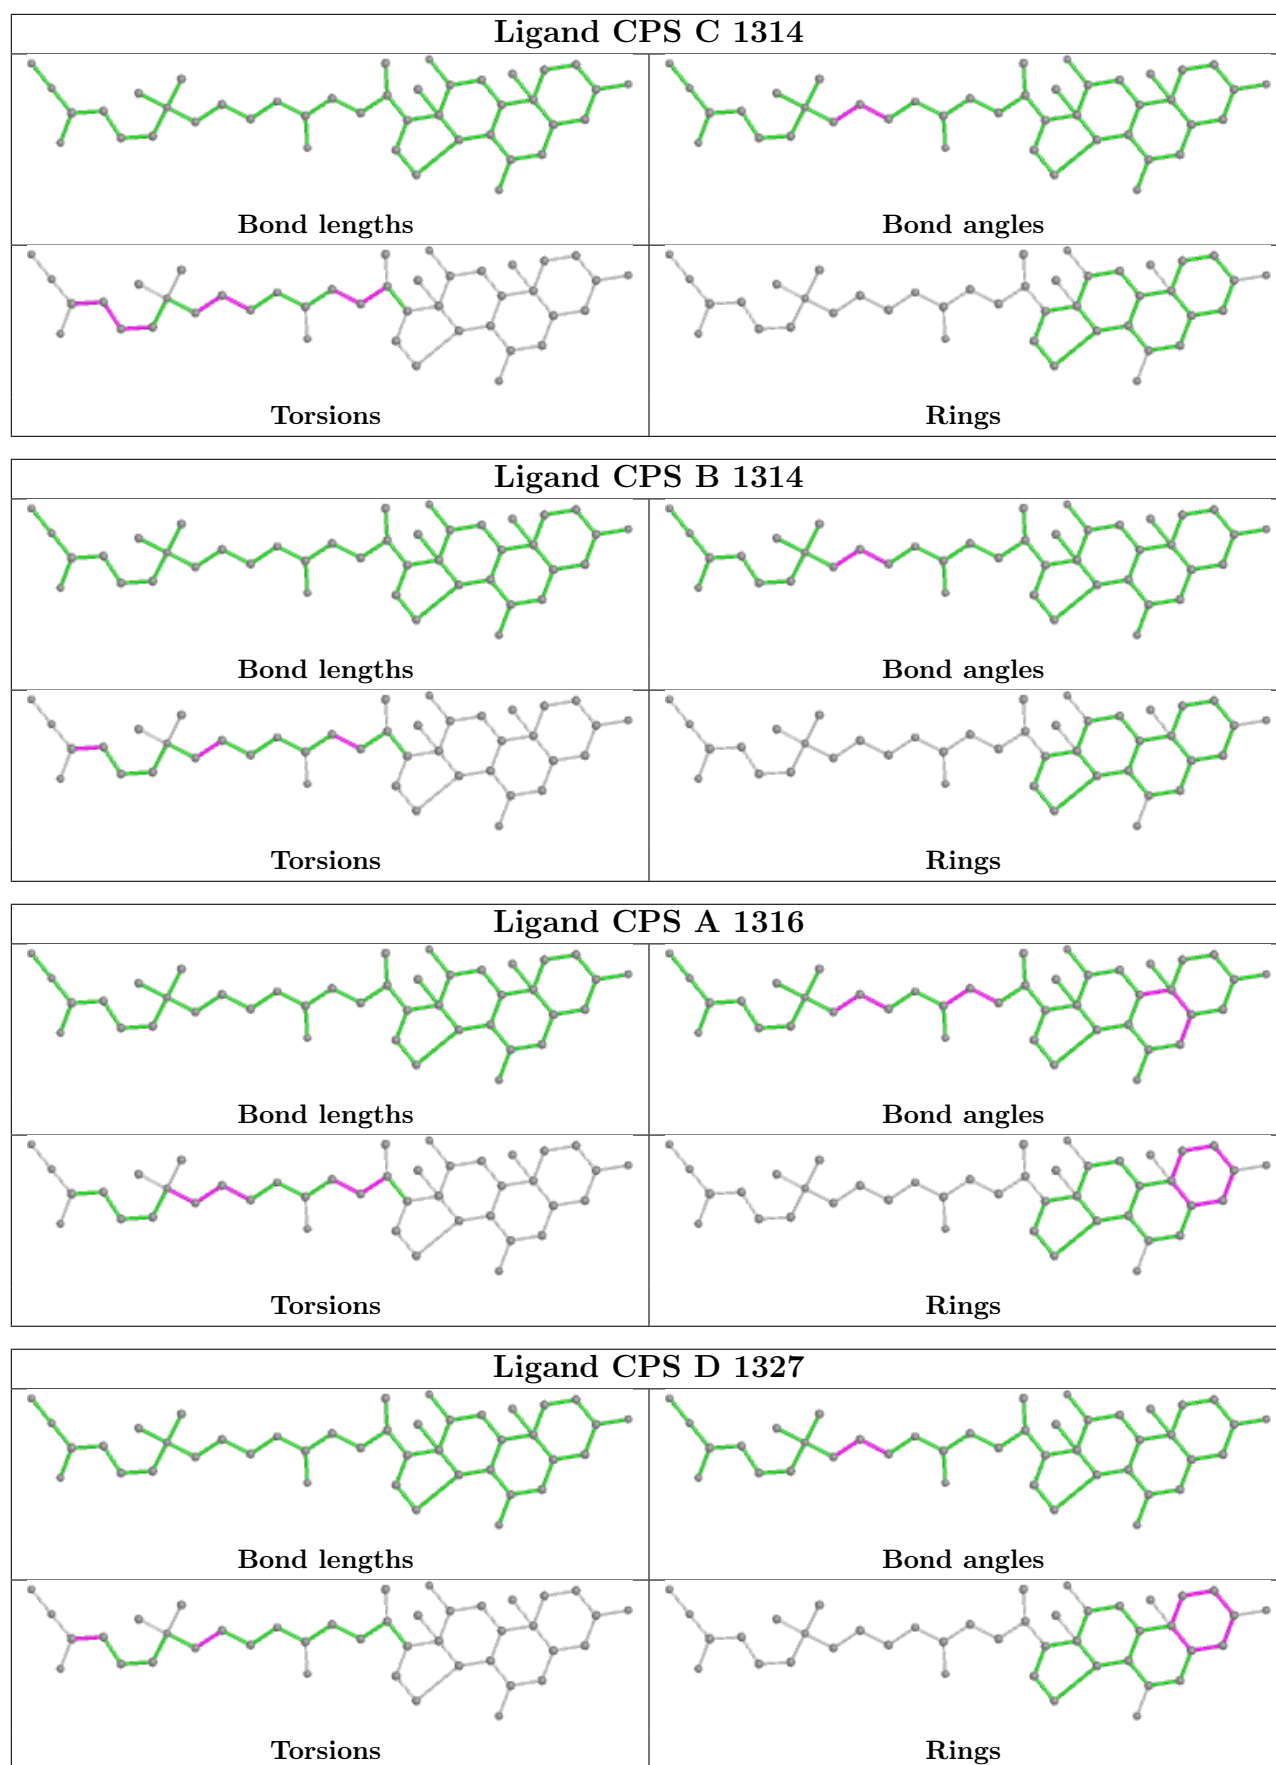 Ligand CPS C 1314
Bond lengths
Bond angles
Torsions
Rings
Ligand CPS B 1314
Bond lengths
Bond angles
Torsions
Rings
Ligand CPS A 1316
Bond lengths
Bond angles
Torsions
Rings
Ligand CPS D 1327
Bond lengths
Bond angles
Torsions
Rings